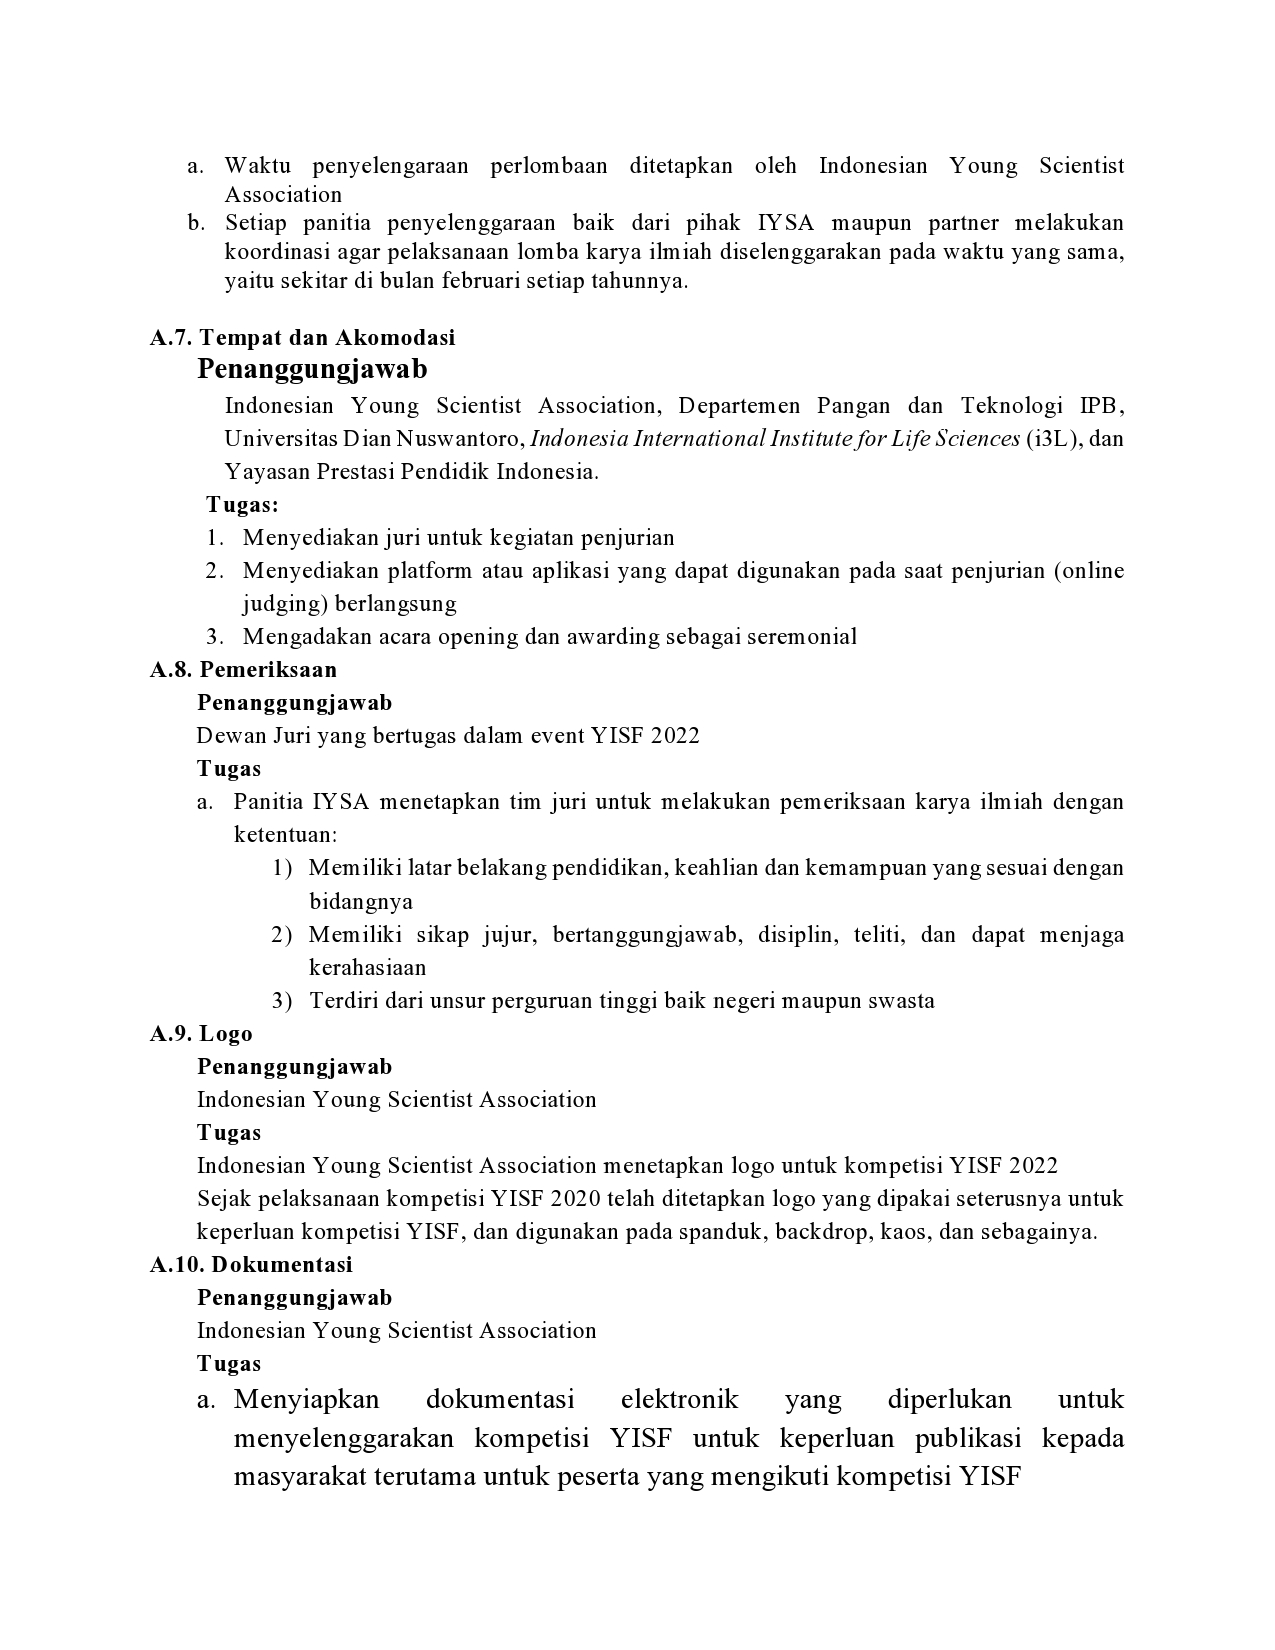 a. Waktu penyelengaraan perlombaan ditetapkan oleh Indonesian Young Scientist
Association
b. Setiap panitia penyelenggaraan baik dari pihak IYSA maupun partner melakukan
koordinasi agar pelaksanaan lomba karya ilmiah diselenggarakan pada waktu yang sama,
yaitu sekitar di bulan februari setiap tahunnya.
A.7. Tempat dan Akomodasi
Penanggungjawab
Indonesian Young Scientist Association, Departemen Pangan dan Teknologi IPB,
Universitas Dian Nuswantoro, Indonesia International Institute for Life Sciences (i3L), dan
Yayasan Prestasi Pendidik Indonesia.
Tugas:
1. Menyediakan juri untuk kegiatan penjurian
2. Menyediakan platform atau aplikasi yang dapat digunakan pada saat penjurian (online
judging) berlangsung
3. Mengadakan acara opening dan awarding sebagai seremonial
A.8. Pemeriksaan
Penanggungjawab
Dewan Juri yang bertugas dalam event YISF 2022
Tugas
a. Panitia IYSA menetapkan tim juri untuk melakukan pemeriksaan karya ilmiah dengan
ketentuan:
1) Memiliki latar belakang pendidikan, keahlian dan kemampuan yang sesuai dengan
bidangnya
2) Memiliki sikap jujur, bertanggungjawab, disiplin, teliti, dan dapat menjaga
kerahasiaan
3) Terdiri dari unsur perguruan tinggi baik negeri maupun swasta
A.9. Logo
Penanggungjawab
Indonesian Young Scientist Association
Tugas
Indonesian Young Scientist Association menetapkan logo untuk kompetisi YISF 2022
Sejak pelaksanaan kompetisi YISF 2020 telah ditetapkan logo yang dipakai seterusnya untuk
keperluan kompetisi YISF, dan digunakan pada spanduk, backdrop, kaos, dan sebagainya.
A.10. Dokumentasi
Penanggungjawab
Indonesian Young Scientist Association
Tugas
a. Menyiapkan dokumentasi elektronik yang diperlukan untuk
menyelenggarakan kompetisi YISF untuk keperluan publikasi kepada
masyarakat terutama untuk peserta yang mengikuti kompetisi YISF